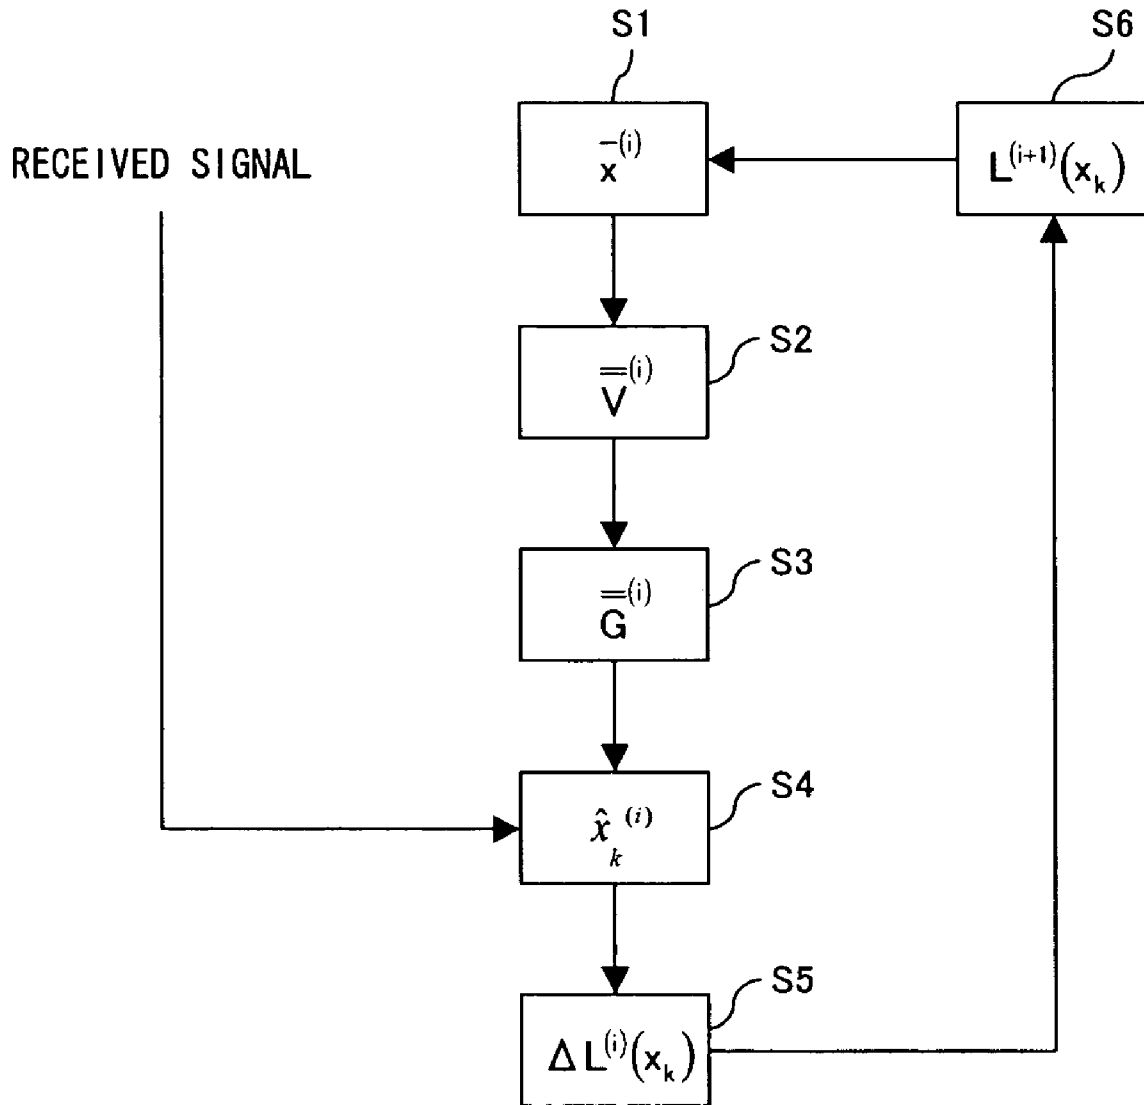 S1
S6
RECEIVED SIGNAL
x̄⁽ⁱ⁾
L⁽ⁱ⁺¹⁾(xₖ)
S2
V̿⁽ⁱ⁾
S3
G̿⁽ⁱ⁾
S4
x̂ₖ⁽ⁱ⁾
S5
ΔL⁽ⁱ⁾(xₖ)